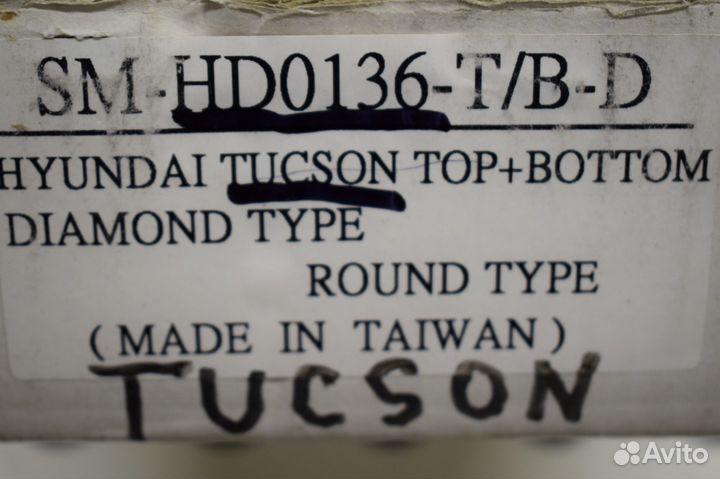 SM-HD0136-T/B-D
HYUNDAI TUCSON TOP+BOTTOM
DIAMOND TYPE
ROUND TYPE
( MADE IN TAIWAN )
TUCSON
Avito